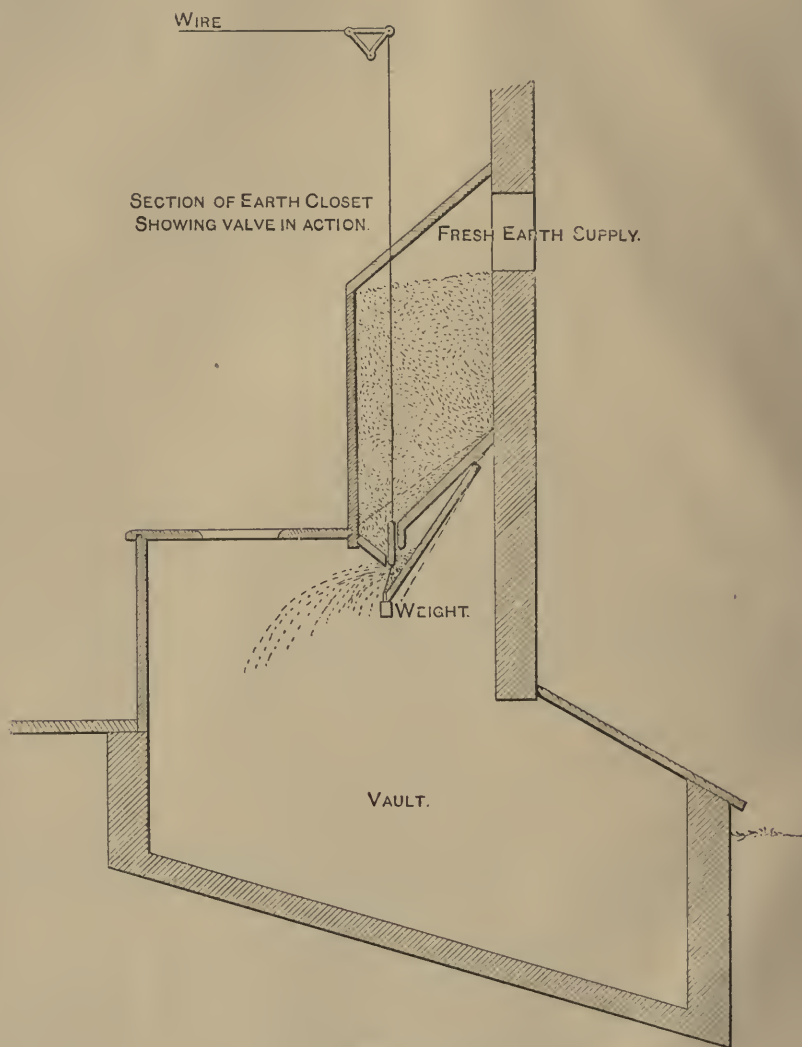 WIRE
SECTION OF EARTH CLOSET
SHOWING VALVE IN ACTION.
FRESH EARTH SUPPLY.
WEIGHT.
VAULT.